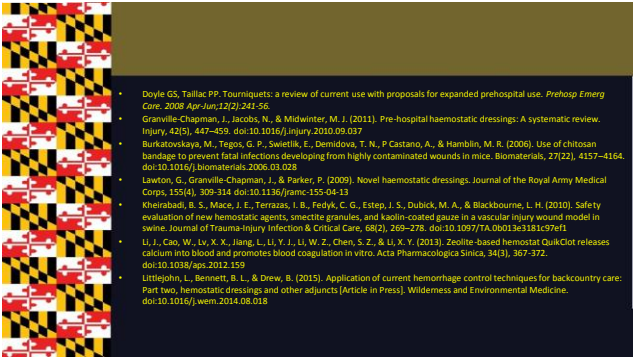 • Doyle GS, Taillac PP. Tourniquets: a review of current use with proposals for expanded prehospital use. Prehosp Emerg
Care. 2008 Apr-Jun;12(2):241-56.
• Granville-Chapman, J., Jacobs, N., & Midwinter, M. J. (2011). Pre-hospital haemostatic dressings: A systematic review.
Injury, 42(5), 447–459. doi:10.1016/j.injury.2010.09.037
• Burkatovskaya, M., Tegos, G. P., Swietlik, E., Demidova, T. N., P Castano, A., & Hamblin, M. R. (2006). Use of chitosan
bandage to prevent fatal infections developing from highly contaminated wounds in mice. Biomaterials, 27(22), 4157–4164.
doi:10.1016/j.biomaterials.2006.03.028
• Lawton, G., Granville-Chapman, J., & Parker, P. (2009). Novel haemostatic dressings. Journal of the Royal Army Medical
Corps, 155(4), 309-314 doi:10.1136/jramc-155-04-13
• Kheirabadi, B. S., Mace, J. E., Terrazas, I. B., Fedyk, C. G., Estep, J. S., Dubick, M. A., & Blackbourne, L. H. (2010). Safety
evaluation of new hemostatic agents, smectite granules, and kaolin-coated gauze in a vascular injury wound model in
swine. Journal of Trauma-Injury Infection & Critical Care, 68(2), 269–278. doi:10.1097/TA.0b013e3181c97ef1
• Li, J., Cao, W., Lv, X. X., Jiang, L., Li, Y. J., Li, W. Z., Chen, S. Z., & Li, X. Y. (2013). Zeolite-based hemostat QuikClot releases
calcium into blood and promotes blood coagulation in vitro. Acta Pharmacologica Sinica, 34(3), 367-372.
doi:10.1038/aps.2012.159
• Littlejohn, L., Bennett, B. L., & Drew, B. (2015). Application of current hemorrhage control techniques for backcountry care:
Part two, hemostatic dressings and other adjuncts [Article in Press]. Wilderness and Environmental Medicine.
doi:10.1016/j.wem.2014.08.018